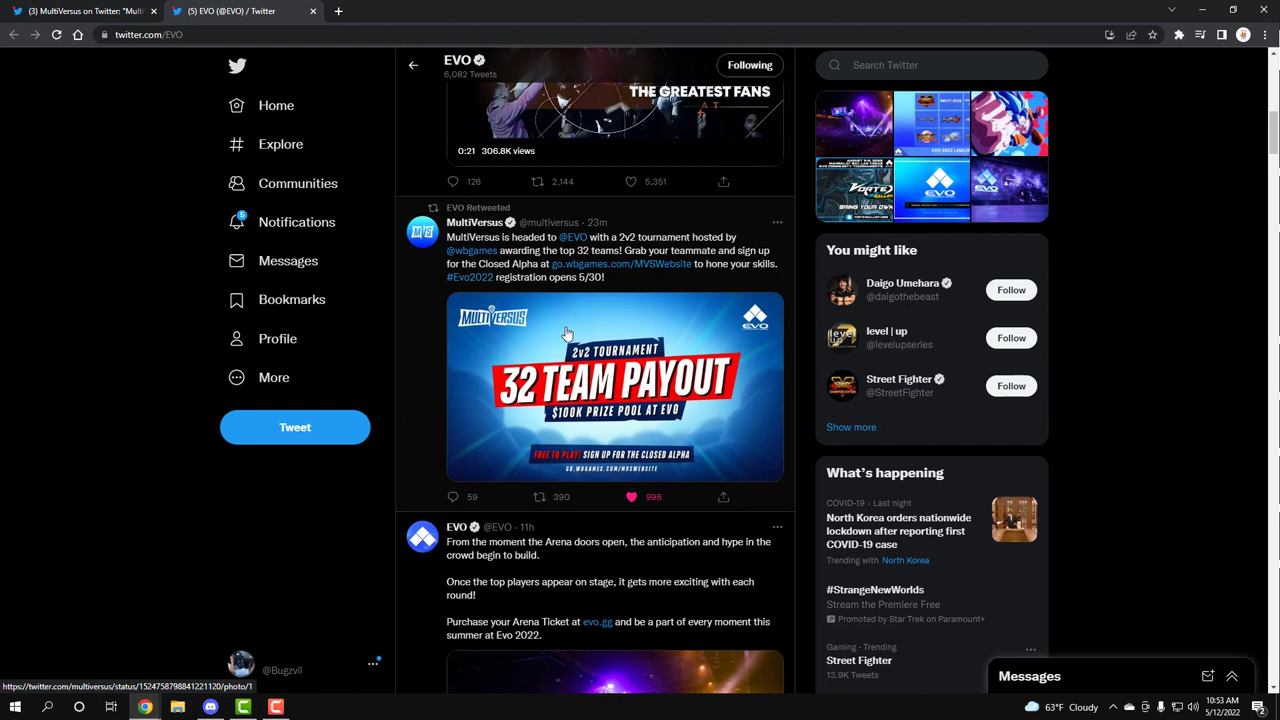 (3) MultiVersus on Twitter: "Multi
(5) EVO (@EVO) / Twitter
twitter.com/EVO
EVO
6,082 Tweets
Following
Search Twitter
THE GREATEST FANS
A T
0:21 306.8K views
126 2,144 5,351
Home
Explore
Communities
5
Notifications
Messages
Bookmarks
Profile
More
Tweet
@Bugzvii
EVO Retweeted
MultiVersus @multiversus · 23m
MultiVersus is headed to @EVO with a 2v2 tournament hosted by
@wbgames awarding the top 32 teams! Grab your teammate and sign up
for the Closed Alpha at go.wbgames.com/MVSWebsite to hone your skills.
#Evo2022 registration opens 5/30!
MVS
MULTIVERSUS
EVO
2v2 TOURNAMENT
32 TEAM PAYOUT
$100K PRIZE POOL AT EVO
FREE TO PLAY! SIGN UP FOR THE CLOSED ALPHA
GO.WBGAMES.COM/MVSWEBSITE
59 390 996
EVO @EVO · 11h
From the moment the Arena doors open, the anticipation and hype in the
crowd begin to build.
Once the top players appear on stage, it gets more exciting with each
round!
Purchase your Arena Ticket at evo.gg and be a part of every moment this
summer at Evo 2022.
EVO
You might like
Daigo Umehara
@daigothebeast
Follow
level | up
@levelupseries
Follow
Street Fighter
@StreetFighter
Follow
Show more
What's happening
COVID-19 · Last night
North Korea orders nationwide
lockdown after reporting first
COVID-19 case
Trending with North Korea
#StrangeNewWorlds
Stream the Premiere Free
Promoted by Star Trek on Paramount+
Gaming · Trending
Street Fighter
13.9K Tweets
Messages
https://twitter.com/multiversus/status/1524758798841221120/photo/1
63°F Cloudy
10:53 AM
5/12/2022
2